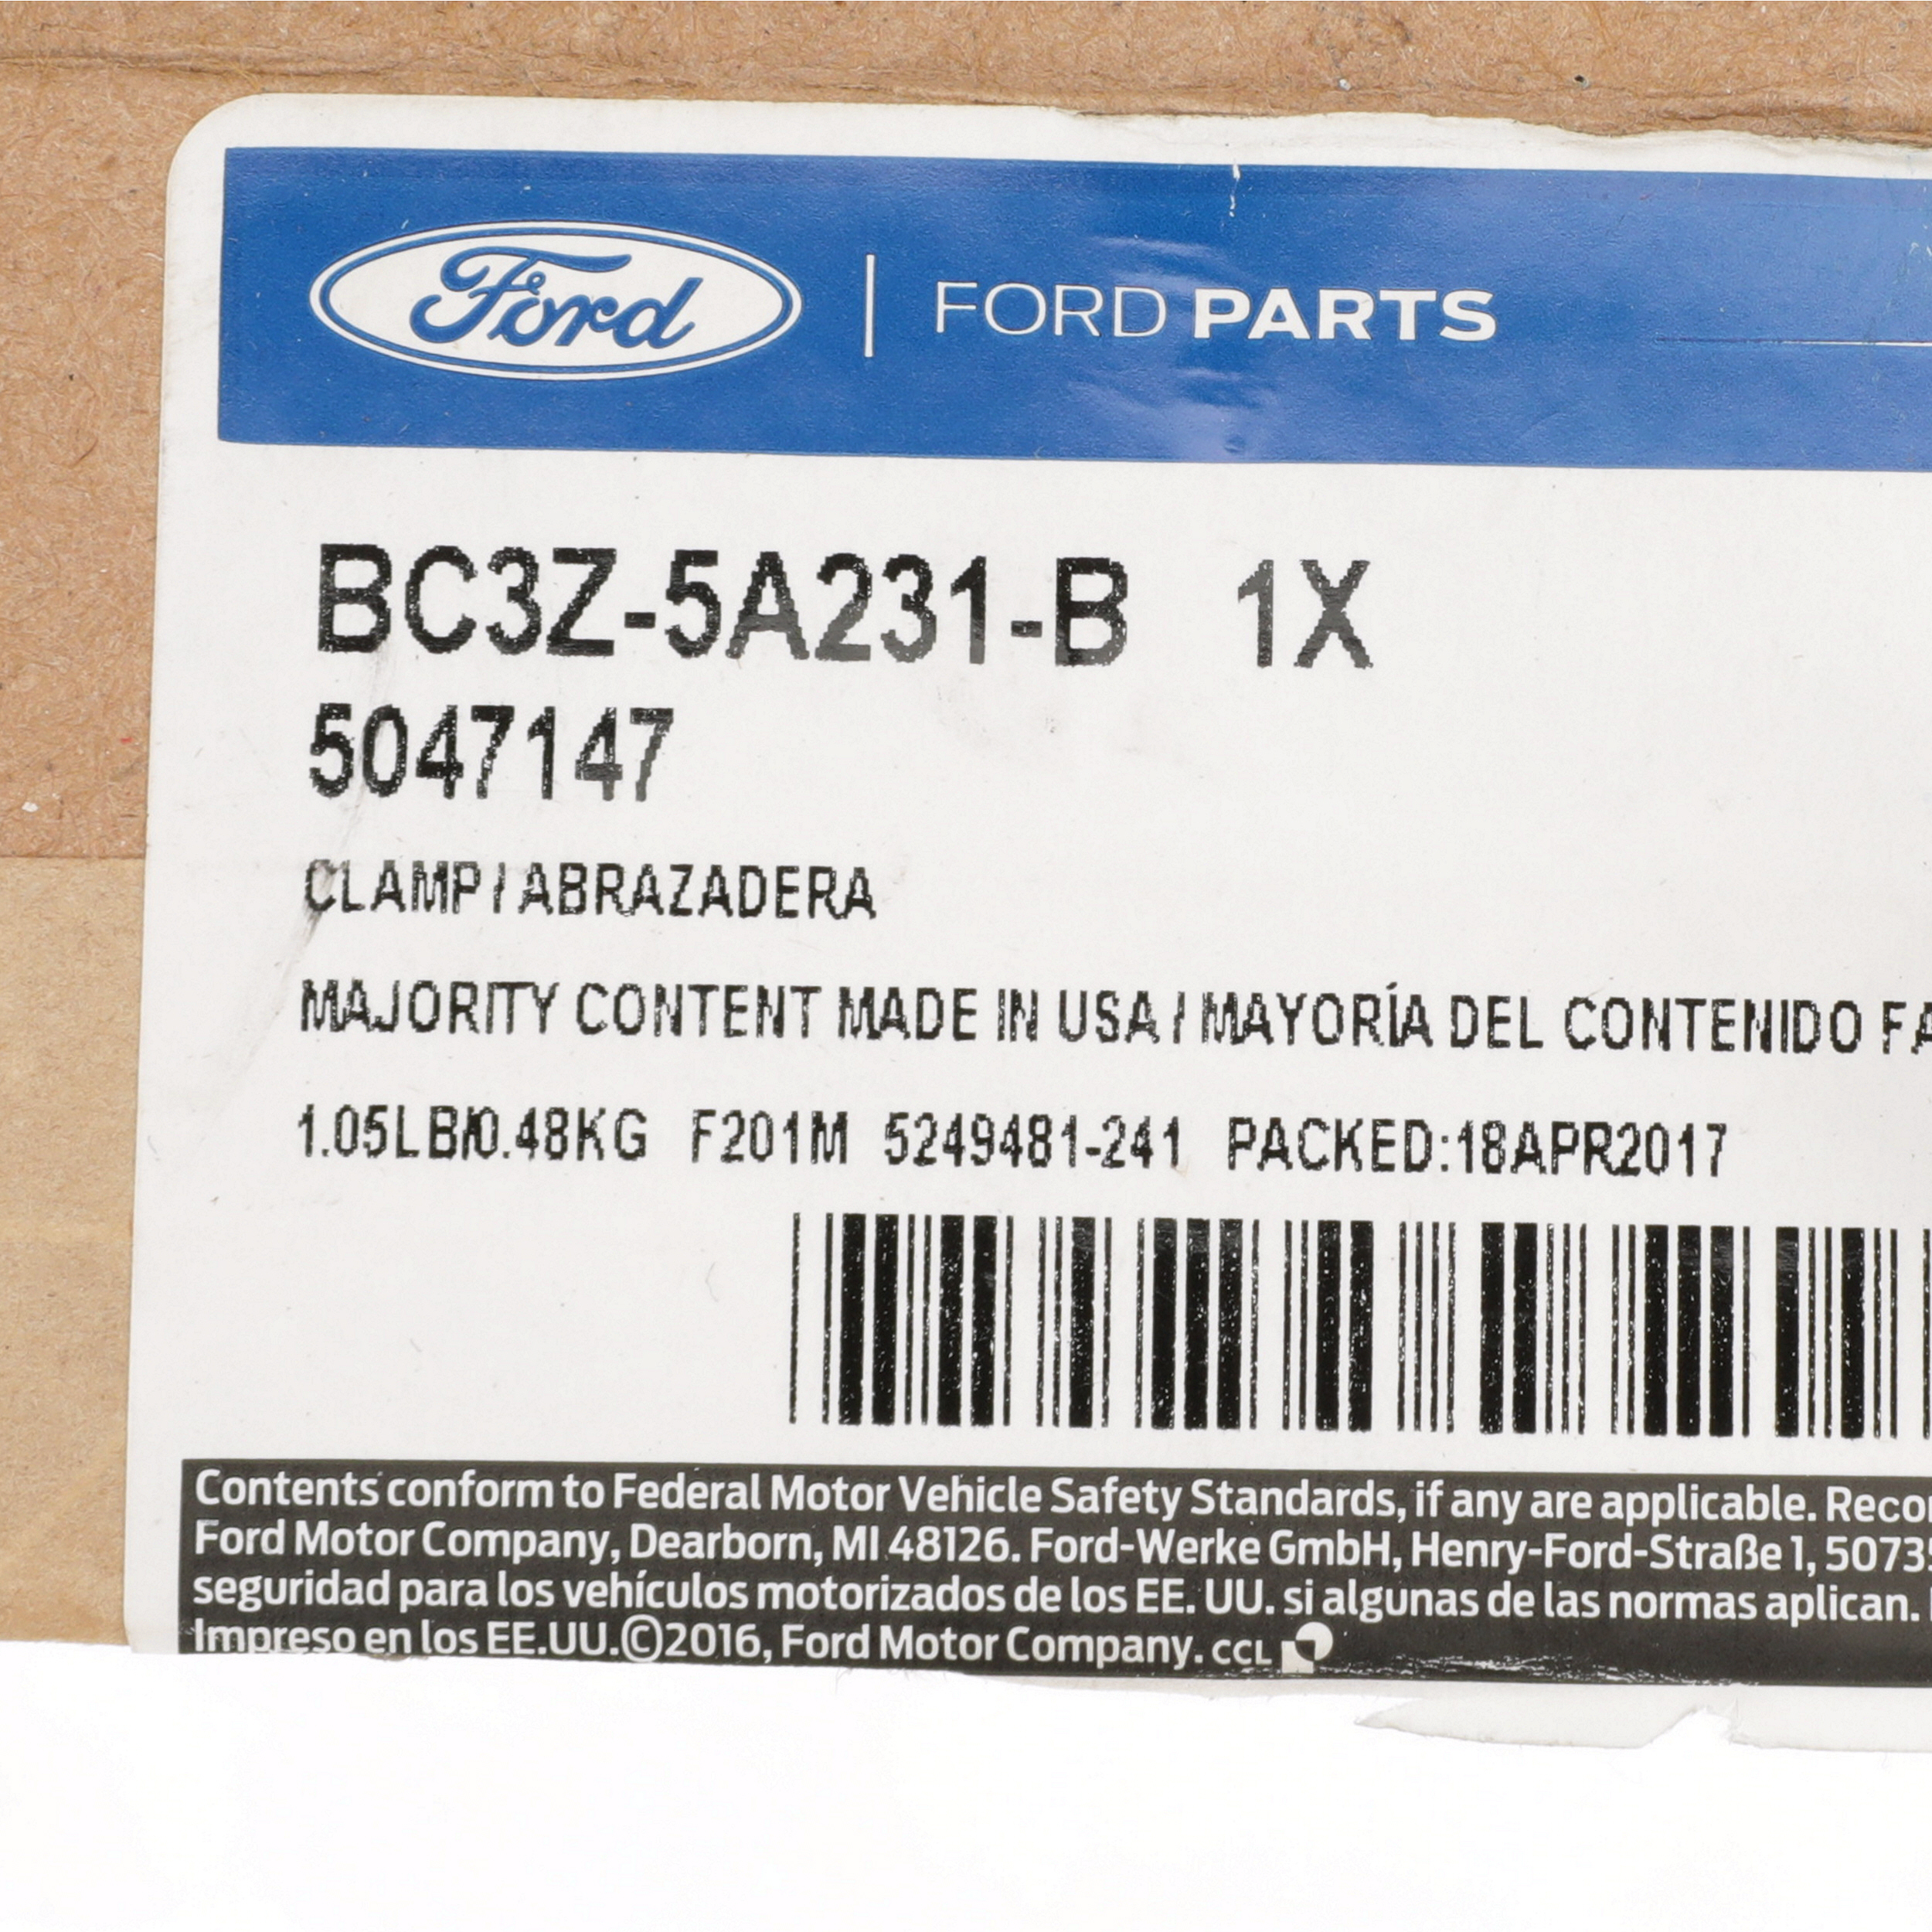 Ford | FORD PARTS
BC3Z-5A231-B 1X
5047147
CLAMP/ABRAZADERA
MAJORITY CONTENT MADE IN USA / MAYORÍA DEL CONTENIDO FA
1.05LB/0.48KG F201M 5249481-241 PACKED:18APR2017
Contents conform to Federal Motor Vehicle Safety Standards, if any are applicable. Reco
Ford Motor Company, Dearborn, MI 48126. Ford-Werke GmbH, Henry-Ford-Straße 1, 5073
seguridad para los vehículos motorizados de los EE. UU. si algunas de las normas aplican.
Impreso en los EE.UU.©2016, Ford Motor Company. CCL